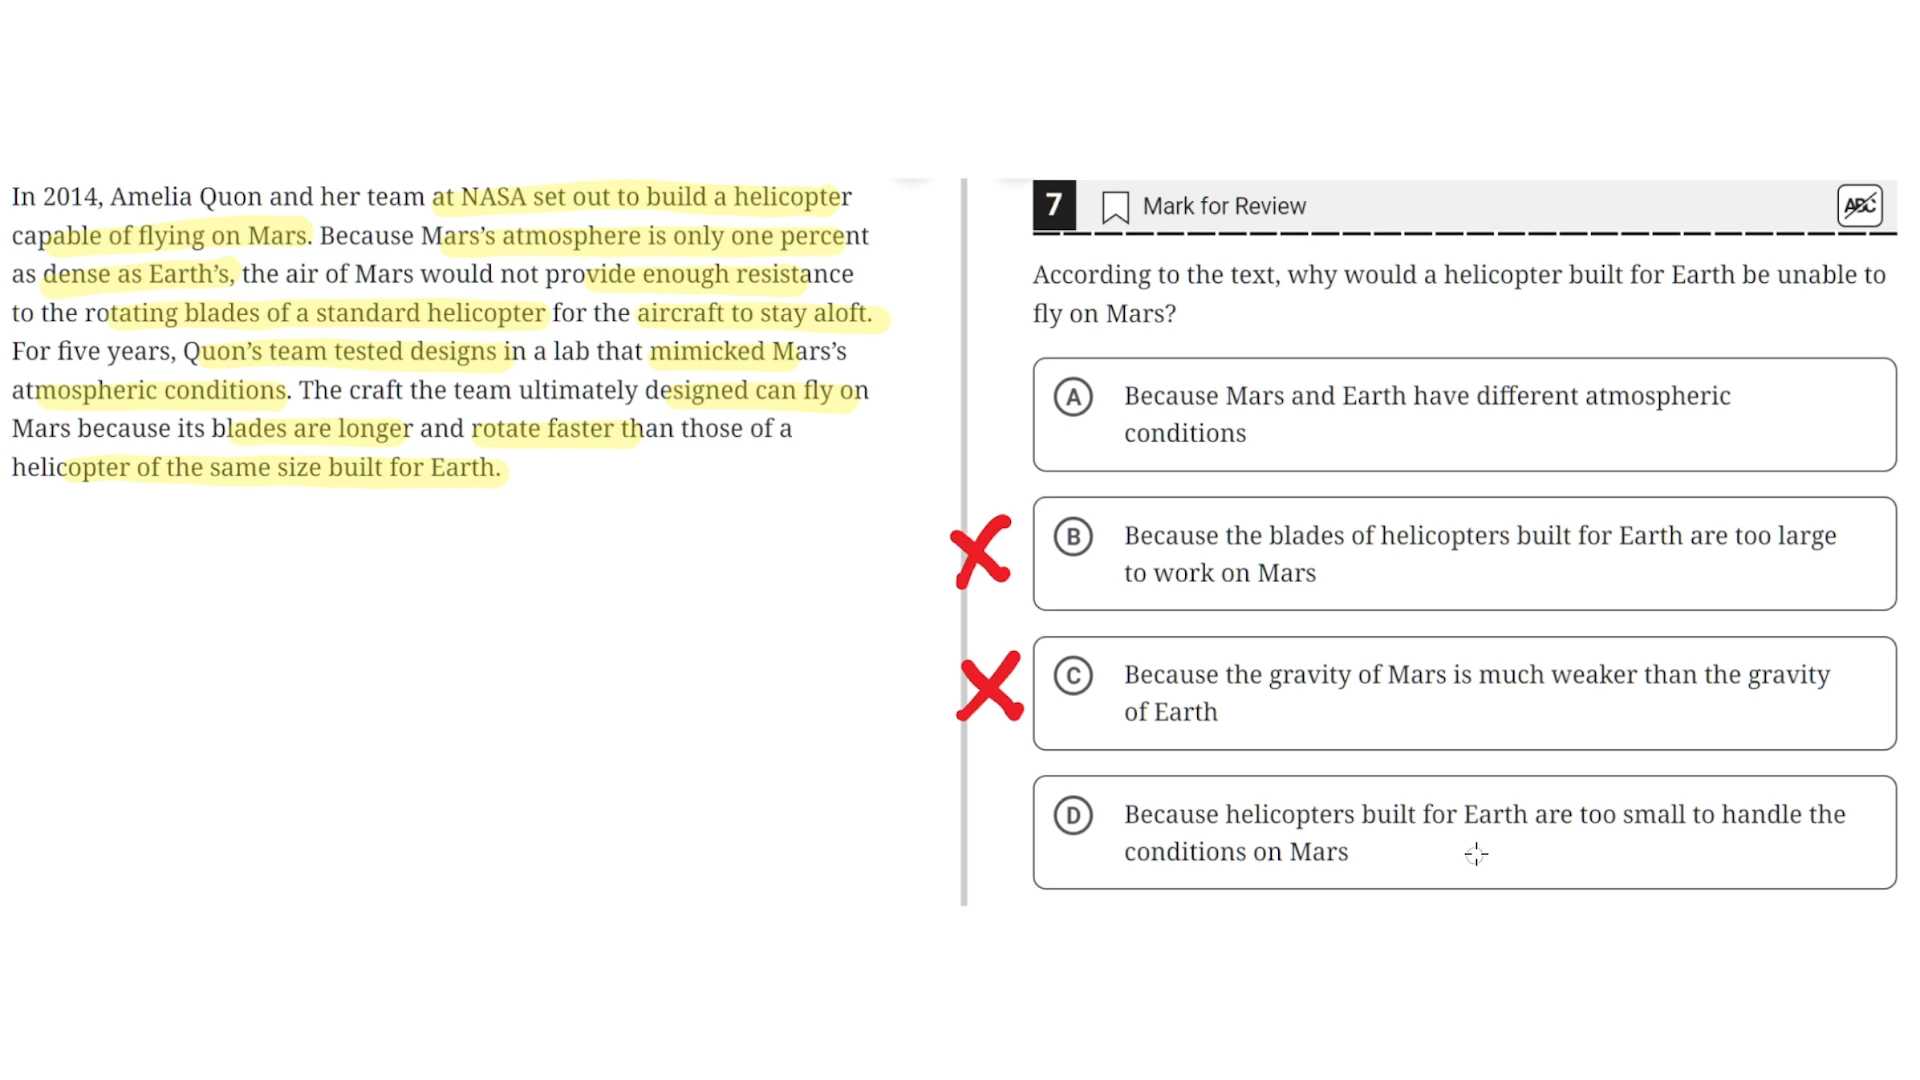 In 2014, Amelia Quon and her team at NASA set out to build a helicopter
capable of flying on Mars. Because Mars’s atmosphere is only one percent
as dense as Earth’s, the air of Mars would not provide enough resistance
to the rotating blades of a standard helicopter for the aircraft to stay aloft.
For five years, Quon’s team tested designs in a lab that mimicked Mars’s
atmospheric conditions. The craft the team ultimately designed can fly on
Mars because its blades are longer and rotate faster than those of a
helicopter of the same size built for Earth.
7 Mark for Review ABC
According to the text, why would a helicopter built for Earth be unable to
fly on Mars?
A Because Mars and Earth have different atmospheric
conditions
B Because the blades of helicopters built for Earth are too large
to work on Mars
C Because the gravity of Mars is much weaker than the gravity
of Earth
D Because helicopters built for Earth are too small to handle the
conditions on Mars